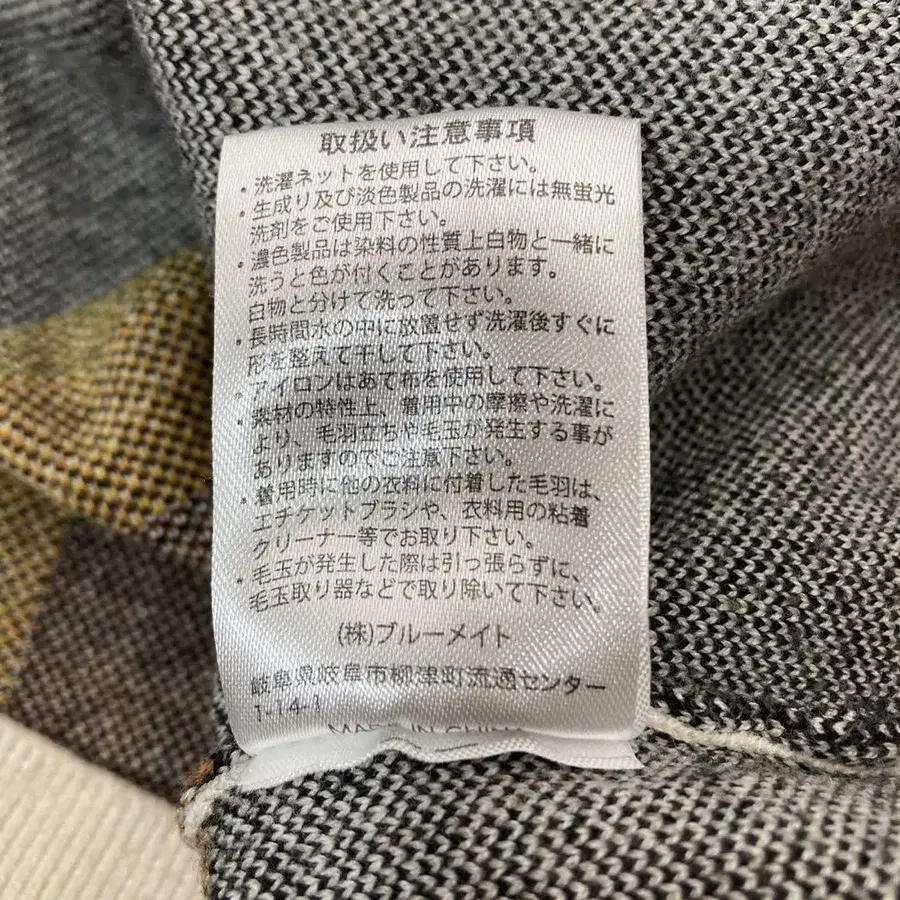 取扱い注意事項
・洗濯ネットを使用して下さい。
・生成り及び淡色製品の洗濯には無蛍光
洗剤をご使用下さい。
・濃色製品は染料の性質上白物と一緒に
洗うと色が付くことがあります。
白物と分けて洗って下さい。
・長時間水の中に放置せず洗濯後すぐに
形を整えて干して下さい。
・アイロンはあて布を使用して下さい。
・素材の特性上、着用中の摩擦や洗濯に
より、毛羽立ちや毛玉が発生する事が
ありますのでご注意下さい。
・着用時に他の衣料に付着した毛羽は、
エチケットブラシや、衣料用の粘着
クリーナー等でお取り下さい。
・毛玉が発生した際は引っ張らずに、
毛玉取り器などで取り除いて下さい。
(株)ブルーメイト
岐阜県岐阜市柳津町流通センター
1-14-1
MADE IN CHINA